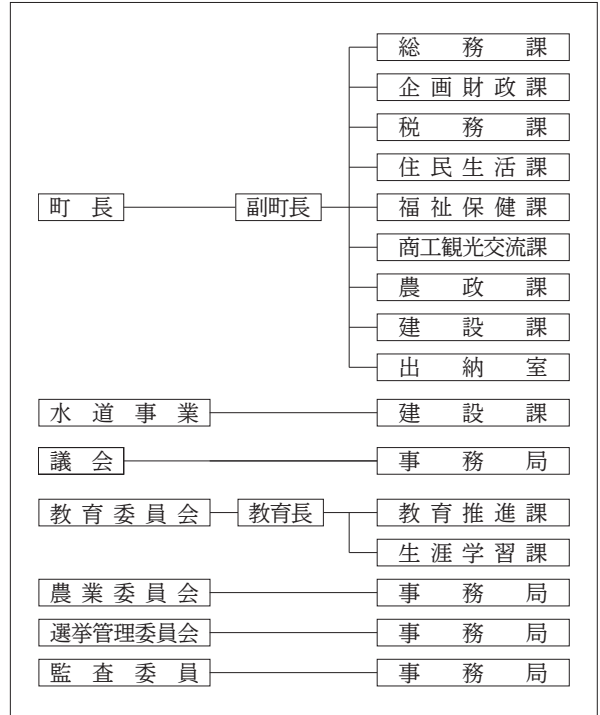 総務課
企画財政課
税務課
住民生活課
町長 副町長 福祉保健課
商工観光交流課
農政課
建設課
出納室
水道事業 建設課
議会 事務局
教育委員会 教育長 教育推進課
生涯学習課
農業委員会 事務局
選挙管理委員会 事務局
監査委員 事務局